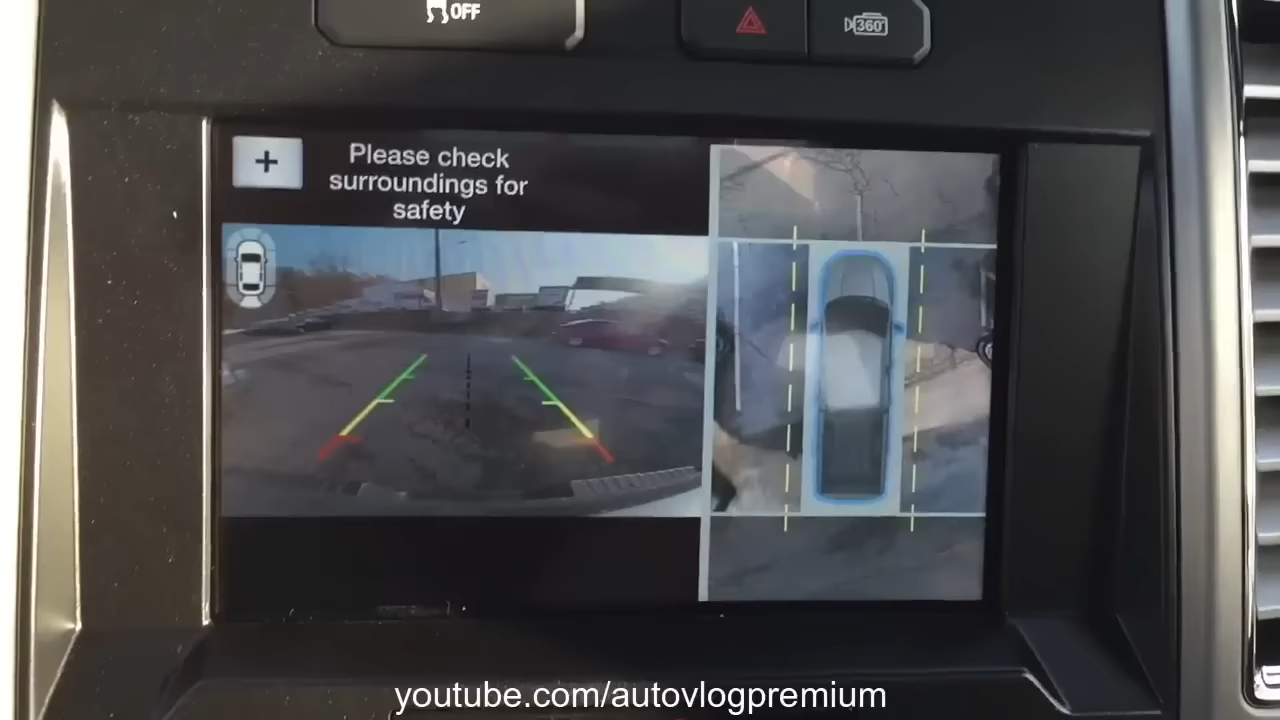 OFF
360°
+
Please check
surroundings for
safety
youtube.com/autovlogpremium